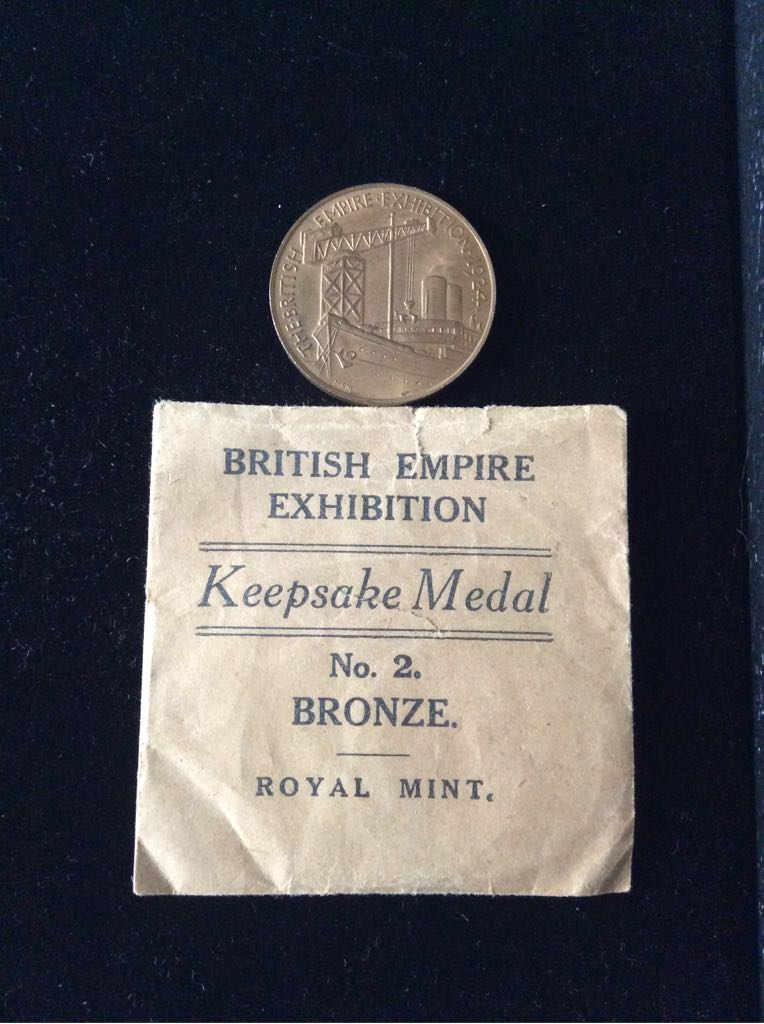 THE BRITISH EMPIRE·EXHIBITION·1924·
BRITISH EMPIRE
EXHIBITION
Keepsake Medal
No. 2.
BRONZE.
ROYAL MINT.